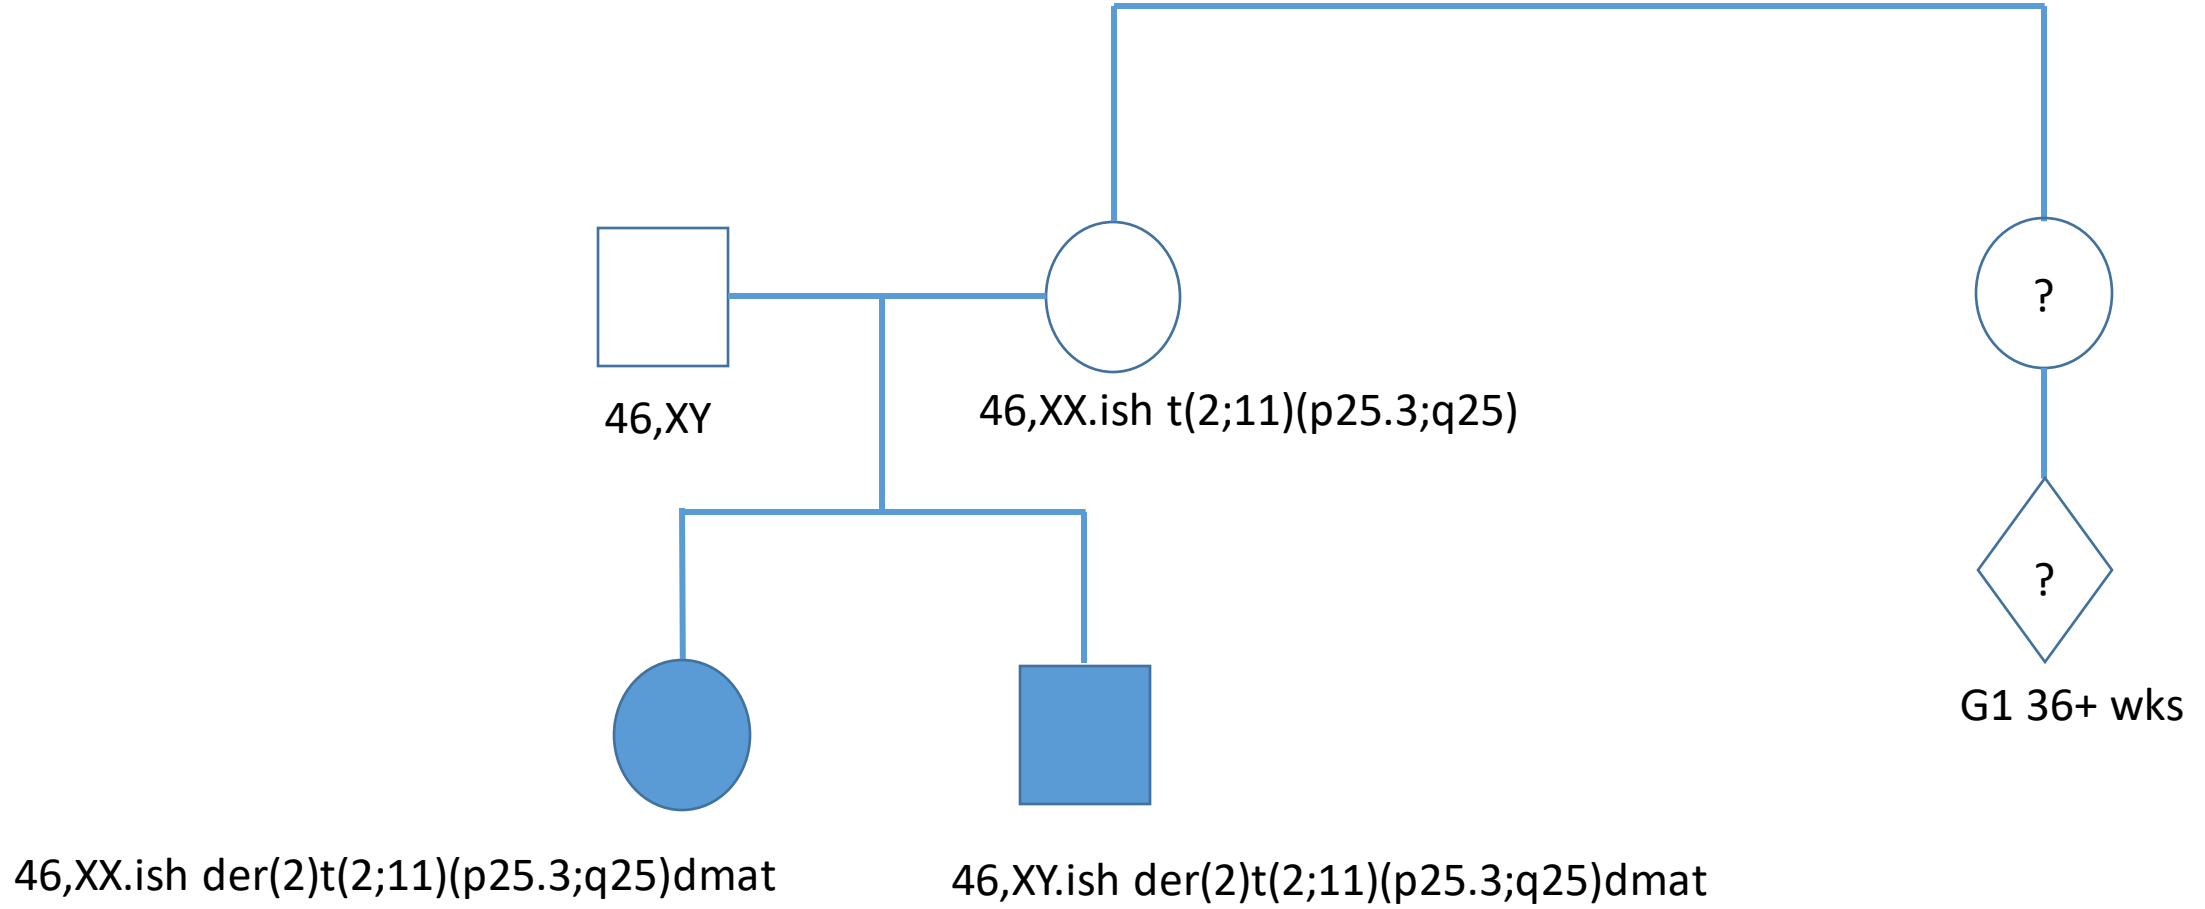 ?
46,XY
46,XX.ish t(2;11)(p25.3;q25)
?
G1 36+ wks
46,XX.ish der(2)t(2;11)(p25.3;q25)dmat
46,XY.ish der(2)t(2;11)(p25.3;q25)dmat